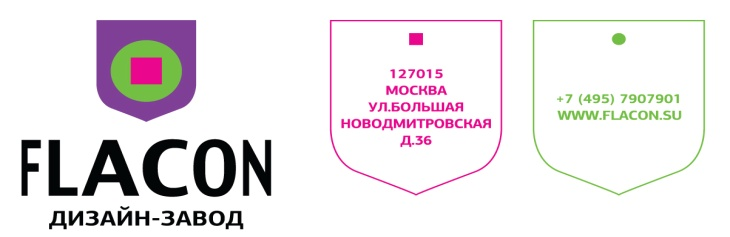 FLACON
ДИЗАЙН-ЗАВОД
127015
МОСКВА
УЛ.БОЛЬШАЯ
НОВОДМИТРОВСКАЯ
Д.36
+7 (495) 7907901
WWW.FLACON.SU